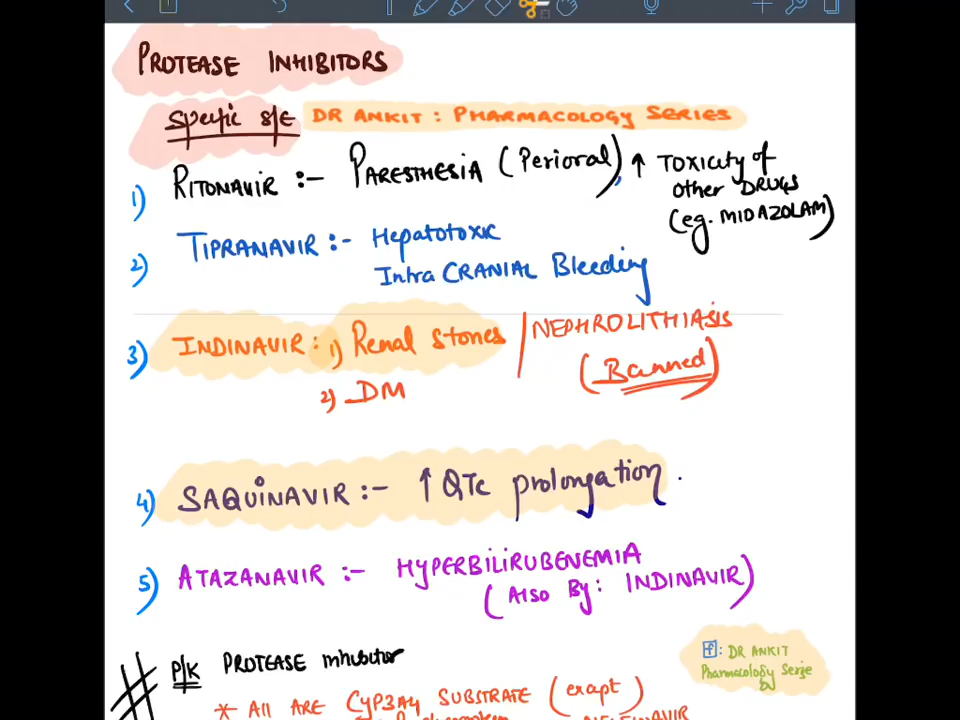 PROTEASE INHIBITORS
Specific s/e DR ANKIT : PHARMACOLOGY SERIES
1) RITONAVIR :- PARESTHESIA (Perioral), ↑ TOXICITY of
other DRUGS
(eg. MIDAZOLAM)
2) TIPRANAVIR :- Hepatotoxic
Intra CRANIAL Bleeding
3) INDINAVIR : 1) Renal Stones / NEPHROLITHIASIS
(Banned)
2) DM
4) SAQUINAVIR :- ↑ QTc prolongation
5) ATAZANAVIR :- HYPERBILIRUBENEMIA
(Also By: INDINAVIR)
f : DR ANKIT
Pharmacology Serje
# P/K PROTEASE Inhibitor
* All ARE CYP3A4 SUBSTRATE (
NELFINAVIR